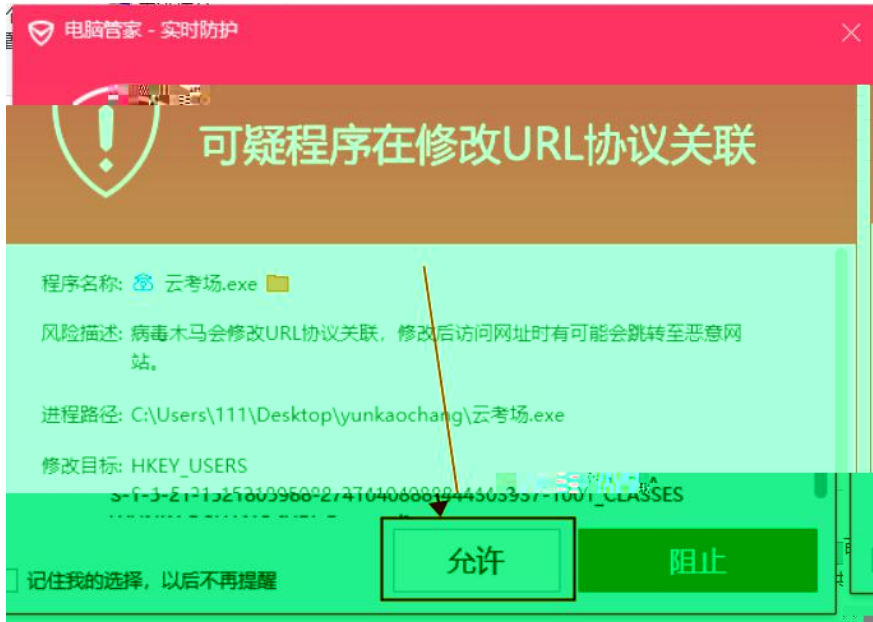 电脑管家 - 实时防护
可疑程序在修改URL协议关联
程序名称: 云考场.exe
风险描述: 病毒木马会修改URL协议关联，修改后访问网址时有可能会跳转至恶意网
站。
进程路径: C:\Users\111\Desktop\yunkaochang\云考场.exe
修改目标: HKEY_USERS
允许
阻止
记住我的选择，以后不再提醒